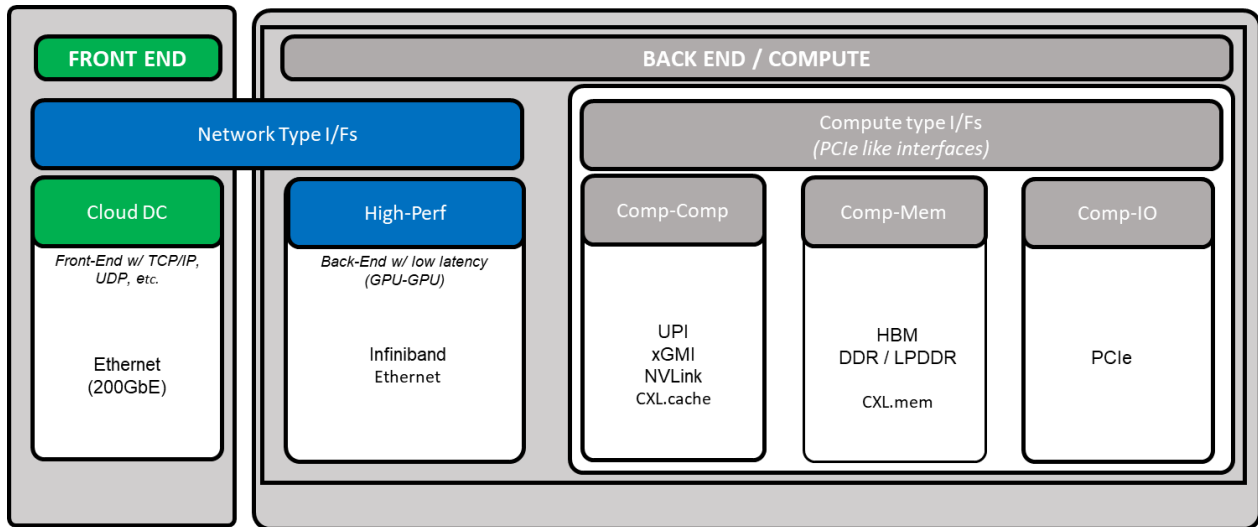 FRONT END
BACK END / COMPUTE
Network Type I/Fs
Compute type I/Fs
(PCIe like interfaces)
Cloud DC
High-Perf
Comp-Comp
Comp-Mem
Comp-IO
Front-End w/ TCP/IP,
UDP, etc.
Ethernet
(200GbE)
Back-End w/ low latency
(GPU-GPU)
Infiniband
Ethernet
UPI
xGMI
NVLink
CXL.cache
HBM
DDR / LPDDR
CXL.mem
PCIe